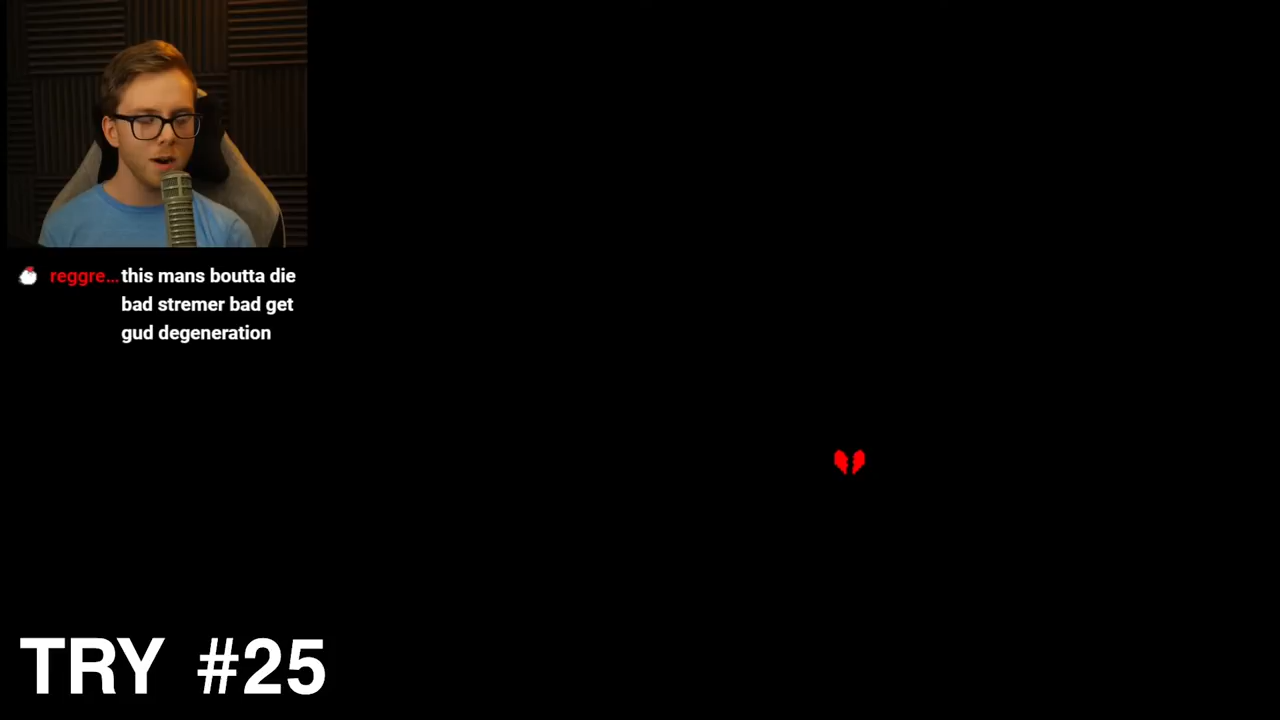 reggre… this mans boutta die
bad stremer bad get
gud degeneration
TRY #25